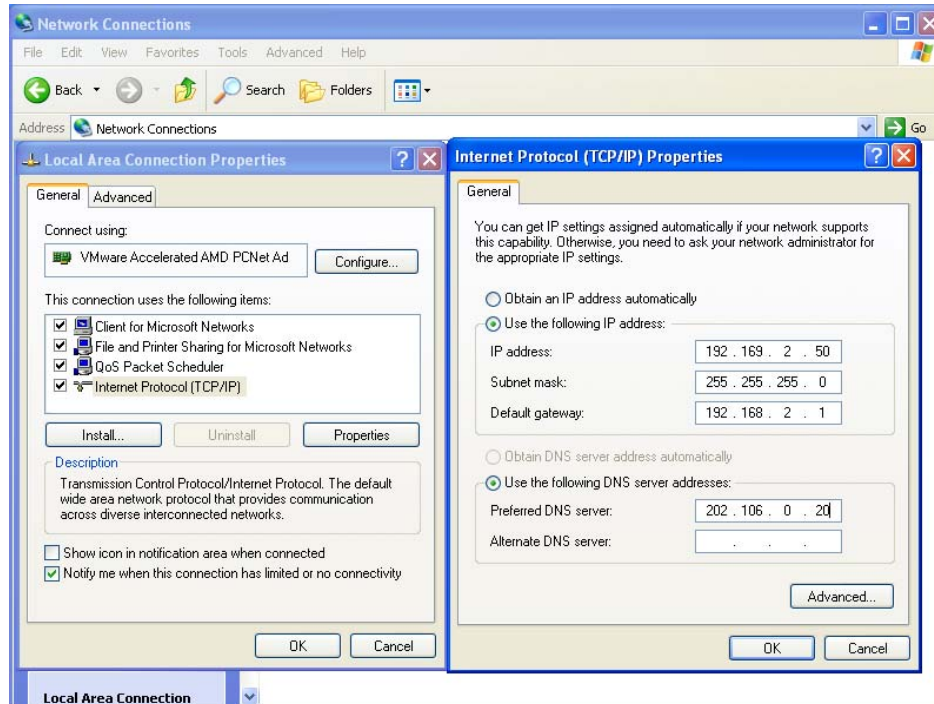 Network Connections
File Edit View Favorites Tools Advanced Help
Back Search Folders
Address Network Connections Go
Local Area Connection Properties
General Advanced
Connect using:
VMware Accelerated AMD PCNet Ad Configure...
This connection uses the following items:
Client for Microsoft Networks
File and Printer Sharing for Microsoft Networks
QoS Packet Scheduler
Internet Protocol (TCP/IP)
Install... Uninstall Properties
Description
Transmission Control Protocol/Internet Protocol. The default
wide area network protocol that provides communication
across diverse interconnected networks.
Show icon in notification area when connected
Notify me when this connection has limited or no connectivity
OK Cancel
Local Area Connection
Internet Protocol (TCP/IP) Properties
General
You can get IP settings assigned automatically if your network supports
this capability. Otherwise, you need to ask your network administrator for
the appropriate IP settings.
Obtain an IP address automatically
Use the following IP address:
IP address: 192 . 169 . 2 . 50
Subnet mask: 255 . 255 . 255 . 0
Default gateway: 192 . 168 . 2 . 1
Obtain DNS server address automatically
Use the following DNS server addresses:
Preferred DNS server: 202 . 106 . 0 . 20
Alternate DNS server: . . .
Advanced...
OK Cancel